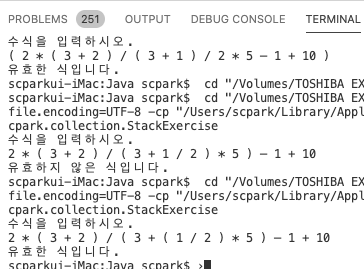 PROBLEMS 251 OUTPUT DEBUG CONSOLE TERMINAL
수식을 입력하시오.
( 2 * ( 3 + 2 ) / ( 3 + 1 ) / 2 * 5 − 1 + 10 )
유효한 식입니다.
scparkui-iMac:Java scpark$ cd "/Volumes/TOSHIBA EX
scparkui-iMac:Java scpark$ cd "/Volumes/TOSHIBA EX
file.encoding=UTF-8 -cp "/Users/scpark/Library/Appl
cpark.collection.StackExercise
수식을 입력하시오.
2 * ( 3 + 2 ) / ( 3 + 1 / 2 ) * 5 ) − 1 + 10
유효하지 않은 식입니다.
scparkui-iMac:Java scpark$ cd "/Volumes/TOSHIBA EX
file.encoding=UTF-8 -cp "/Users/scpark/Library/Appl
cpark.collection.StackExercise
수식을 입력하시오.
2 * ( 3 + 2 ) / ( 3 + ( 1 / 2 ) * 5 ) − 1 + 10
유효한 식입니다.
scparkui-iMac:Java scpark$ ›